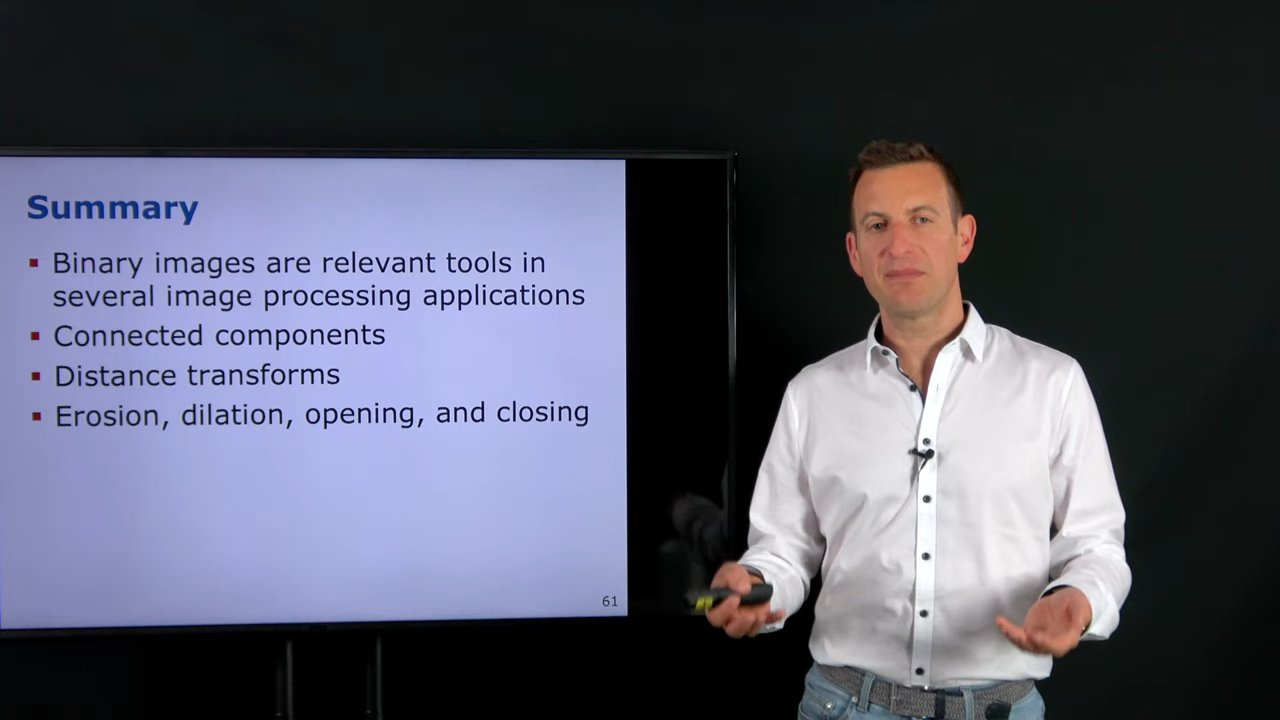 Summary
Binary images are relevant tools in
several image processing applications
Connected components
Distance transforms
Erosion, dilation, opening, and closing
61